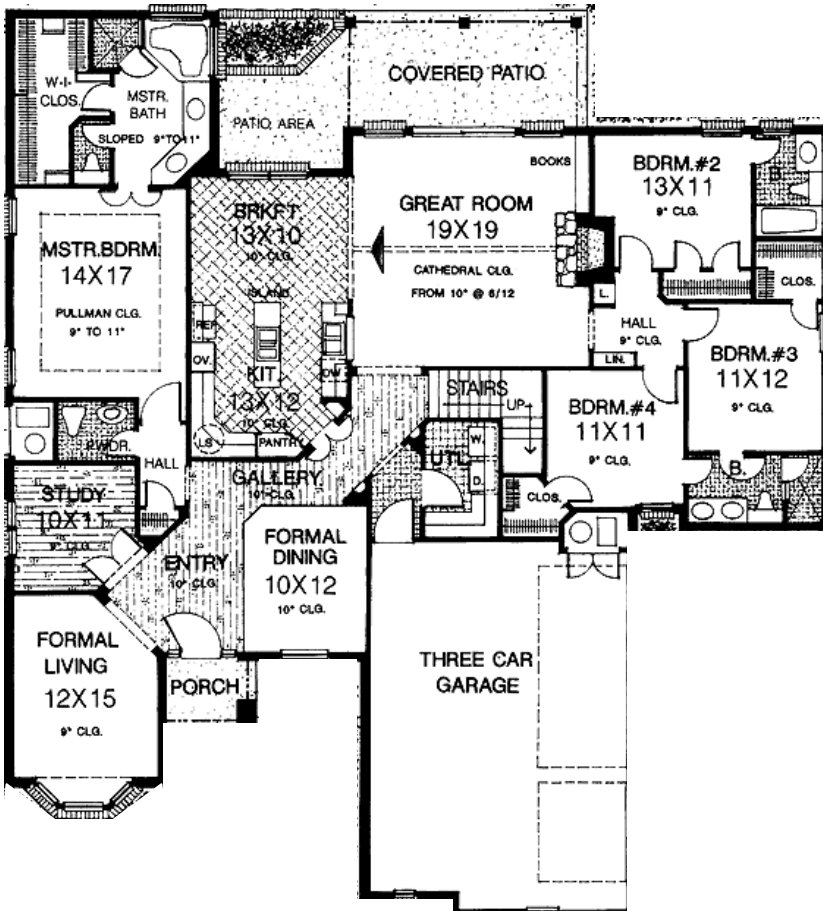 W-I-
CLOS.
MSTR.
BATH
SLOPED 9'TO11'
PATIO AREA
COVERED PATIO
BOOKS
BDRM.#2
13X11
9' CLG.
B.
CLOS.
MSTR.BDRM.
14X17
PULLMAN CLG.
9' TO 11'
BRKFT.
13X10
10' CLG.
GREAT ROOM
19X19
CATHEDRAL CLG.
FROM 10' @ 6/12
L.
HALL
9' CLG.
LIN.
ISLAND
REF.
OV.
KIT.
13X12
10' CLG.
DW
LS
PANTRY
STAIRS
UP
BDRM.#3
11X12
9' CLG.
BDRM.#4
11X11
9' CLG.
PWDR.
HALL
UTL.
W.
D.
CLOS.
B.
STUDY
10X11
9' CLG.
GALLERY
10' CLG.
ENTRY
10' CLG.
FORMAL
DINING
10X12
10' CLG.
FORMAL
LIVING
12X15
9' CLG.
PORCH
THREE CAR
GARAGE